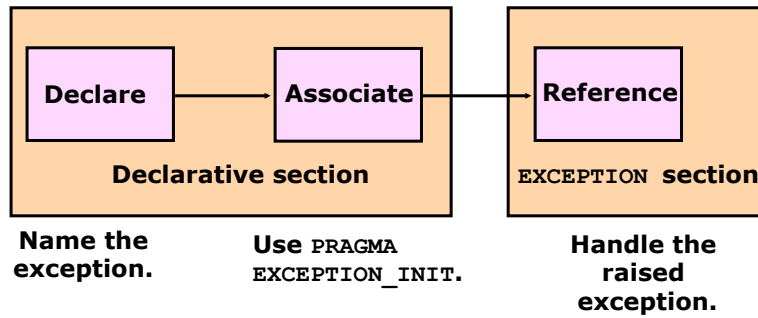 Declare
Associate
Reference
Declarative section
EXCEPTION section
Name the
exception.
Use PRAGMA
EXCEPTION_INIT.
Handle the
raised
exception.